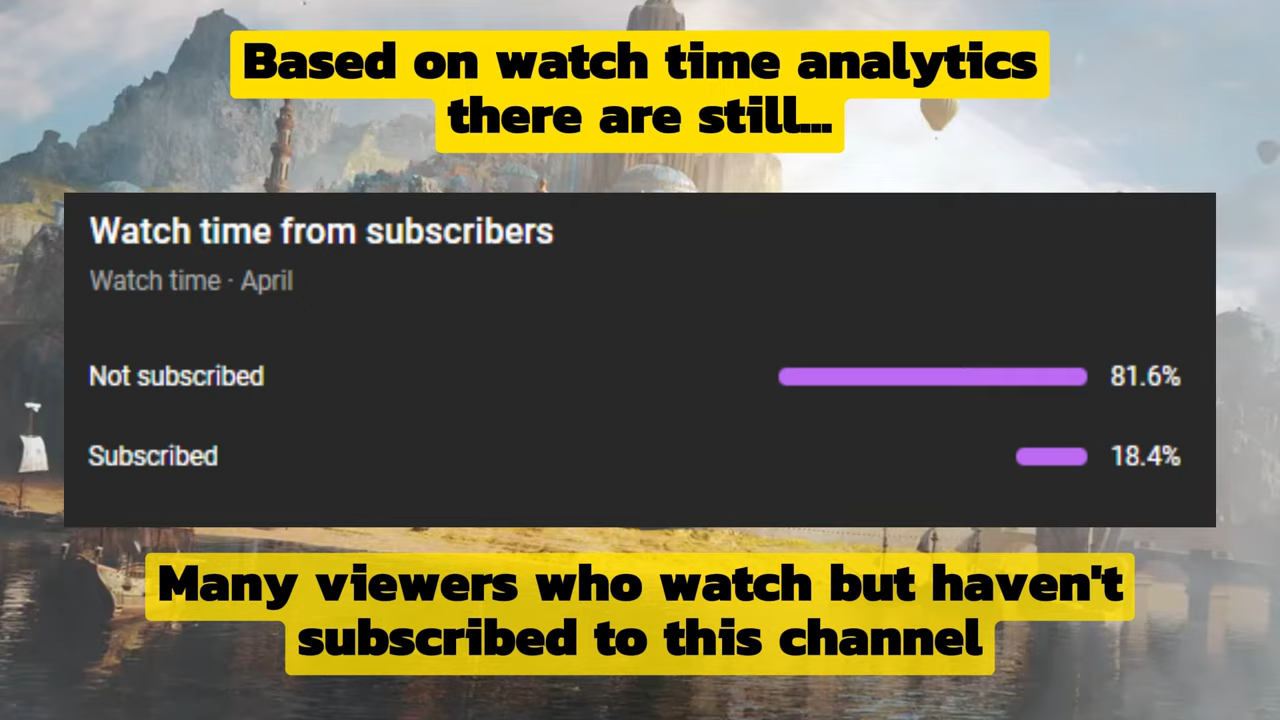 Based on watch time analytics
there are still...
Watch time from subscribers
Watch time · April
Not subscribed 81.6%
Subscribed 18.4%
Many viewers who watch but haven't
subscribed to this channel